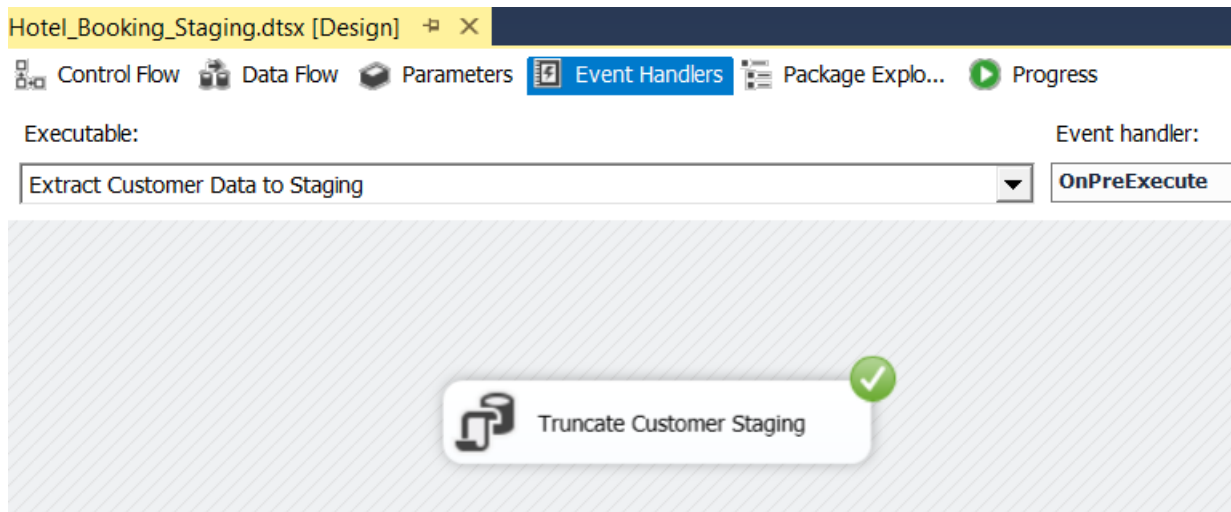 Hotel_Booking_Staging.dtsx [Design]
Control Flow Data Flow Parameters Event Handlers Package Explo... Progress
Executable: Event handler:
Extract Customer Data to Staging OnPreExecute
Truncate Customer Staging